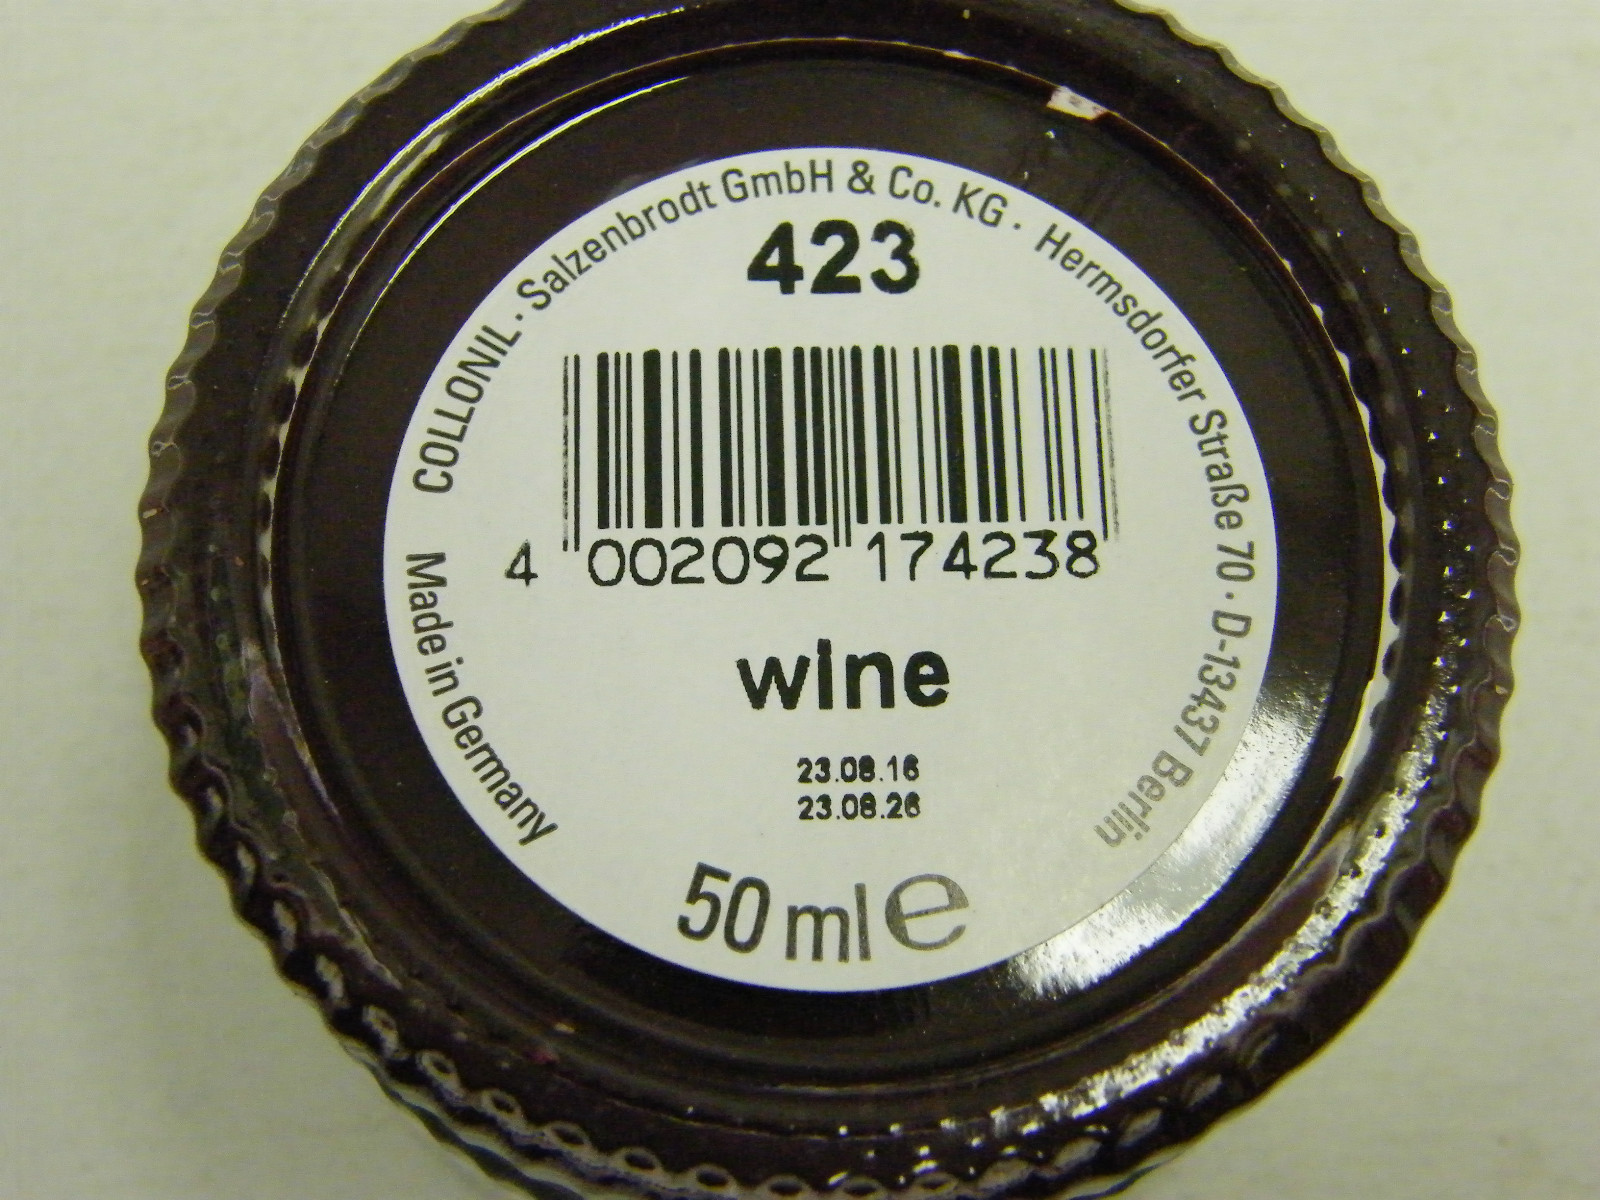 COLLONIL · Salzenbrodt GmbH & Co. KG · Hermsdorfer Straße 70 · D-13437 Berlin
423
4 002092 174238
wine
23.08.16
23.08.26
Made in Germany
50 ml e